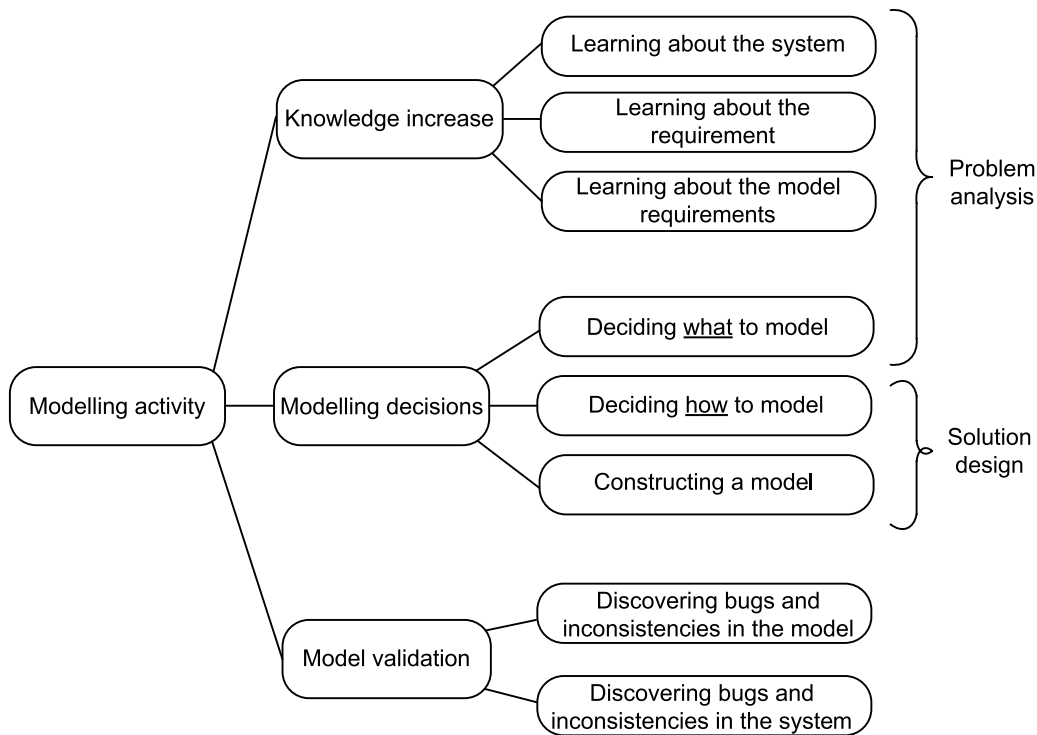 Learning about the system
Knowledge increase
Learning about the
requirement
Learning about the model
requirements
Problem
analysis
Modelling activity
Modelling decisions
Deciding what to model
Deciding how to model
Constructing a model
Solution
design
Model validation
Discovering bugs and
inconsistencies in the model
Discovering bugs and
inconsistencies in the system